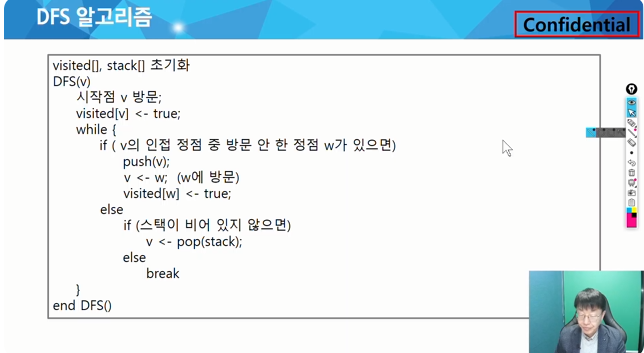 DFS 알고리즘
Confidential
visited[], stack[] 초기화
DFS(v)
시작점 v 방문;
visited[v] <- true;
while {
if ( v의 인접 정점 중 방문 안 한 정점 w가 있으면)
push(v);
v <- w; (w에 방문)
visited[w] <- true;
else
if (스택이 비어 있지 않으면)
v <- pop(stack);
else
break
}
end DFS()